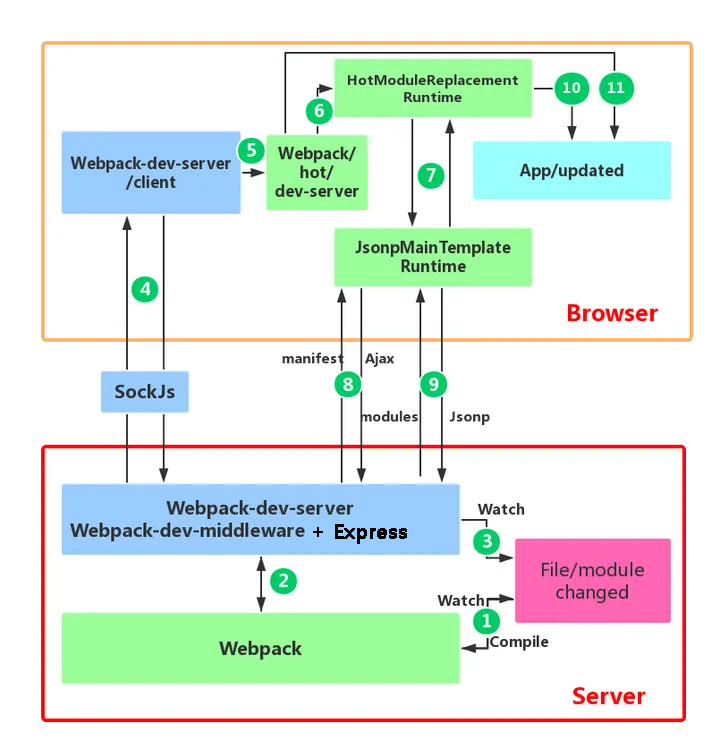 HotModuleReplacement
Runtime
10
11
6
5
Webpack-dev-server
/client
Webpack/
hot/
dev-server
7
App/updated
JsonpMainTemplate
Runtime
4
Browser
manifest
Ajax
8
9
SockJs
modules
Jsonp
Webpack-dev-server
Webpack-dev-middleware + Express
Watch
3
File/module
changed
2
Watch
1
Compile
Webpack
Server